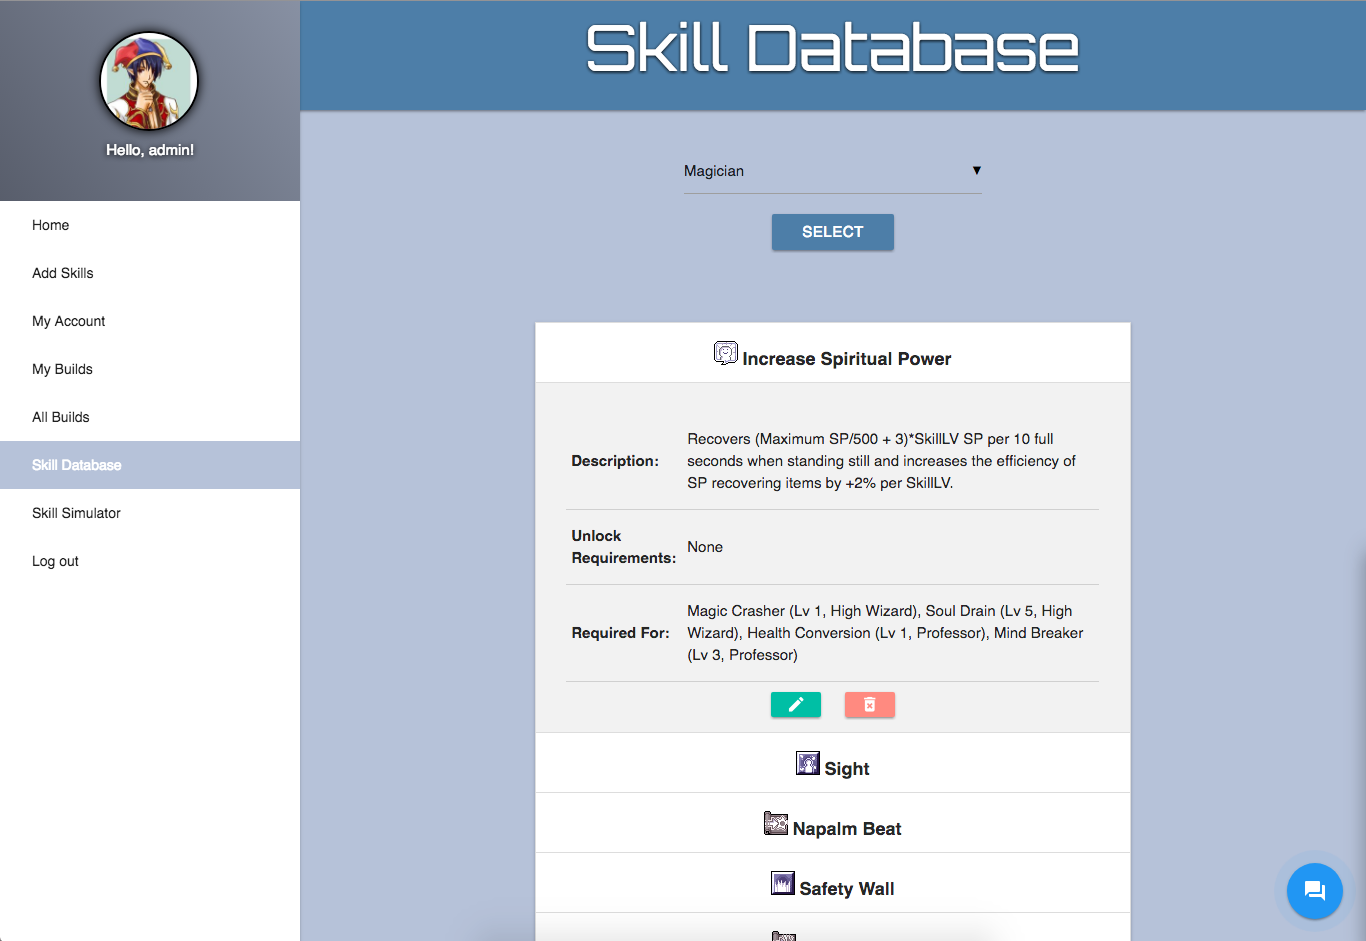 Hello, admin!
Home
Add Skills
My Account
My Builds
All Builds
Skill Database
Skill Simulator
Log out
Skill Database
Magician
SELECT
Increase Spiritual Power
Description:
Recovers (Maximum SP/500 + 3)*SkillLV SP per 10 full
seconds when standing still and increases the efficiency of
SP recovering items by +2% per SkillLV.
Unlock
Requirements:
None
Required For:
Magic Crasher (Lv 1, High Wizard), Soul Drain (Lv 5, High
Wizard), Health Conversion (Lv 1, Professor), Mind Breaker
(Lv 3, Professor)
Sight
Napalm Beat
Safety Wall